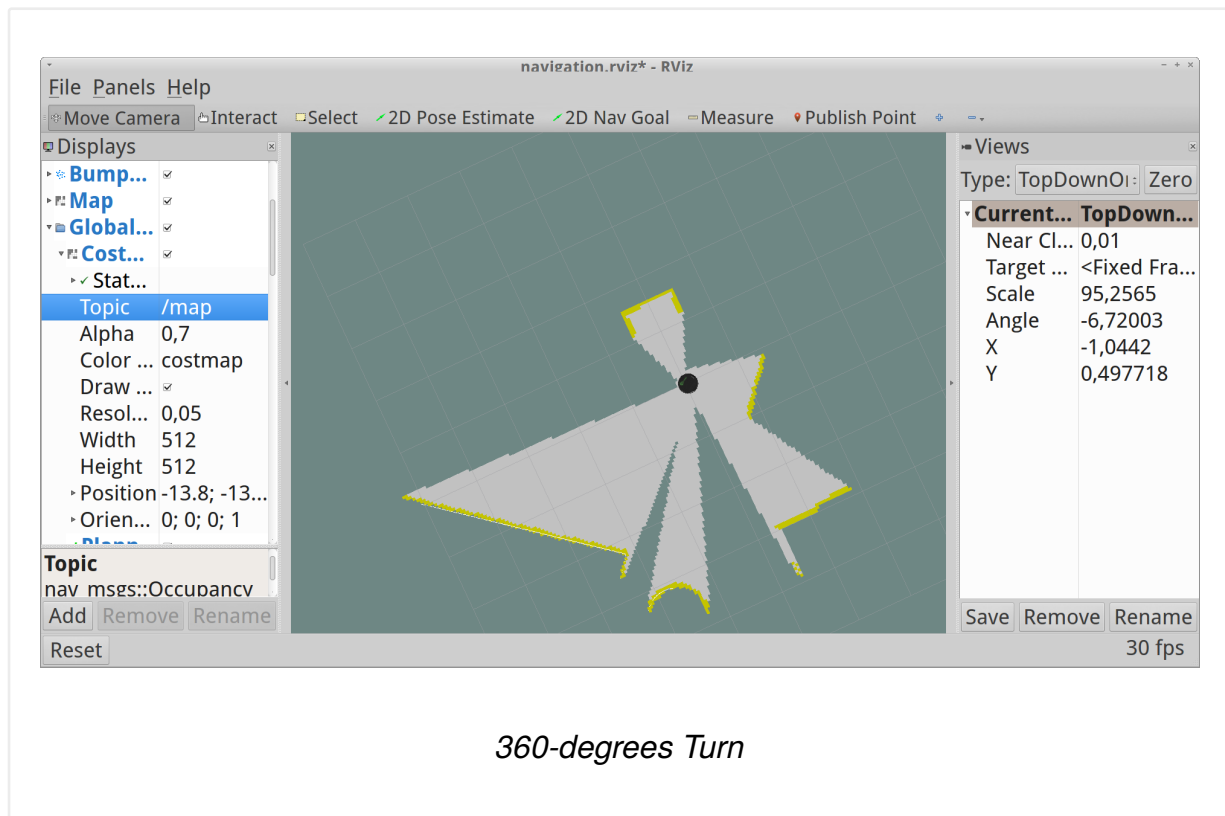 navigation.rviz* - RViz
File Panels Help
Move Camera Interact Select 2D Pose Estimate 2D Nav Goal Measure Publish Point
Displays
Bump...
Map
Global...
Cost...
Stat...
Topic /map
Alpha 0,7
Color ... costmap
Draw ...
Resol... 0,05
Width 512
Height 512
Position -13.8; -13...
Orien... 0; 0; 0; 1
Topic
nav_msgs::Occupancy
Add Remove Rename
Reset
Views
Type: Zero
Current... TopDown...
Near Cl... 0,01
Target ... <Fixed Fra...
Scale 95,2565
Angle -6,72003
X -1,0442
Y 0,497718
Save Remove Rename
30 fps
360-degrees Turn